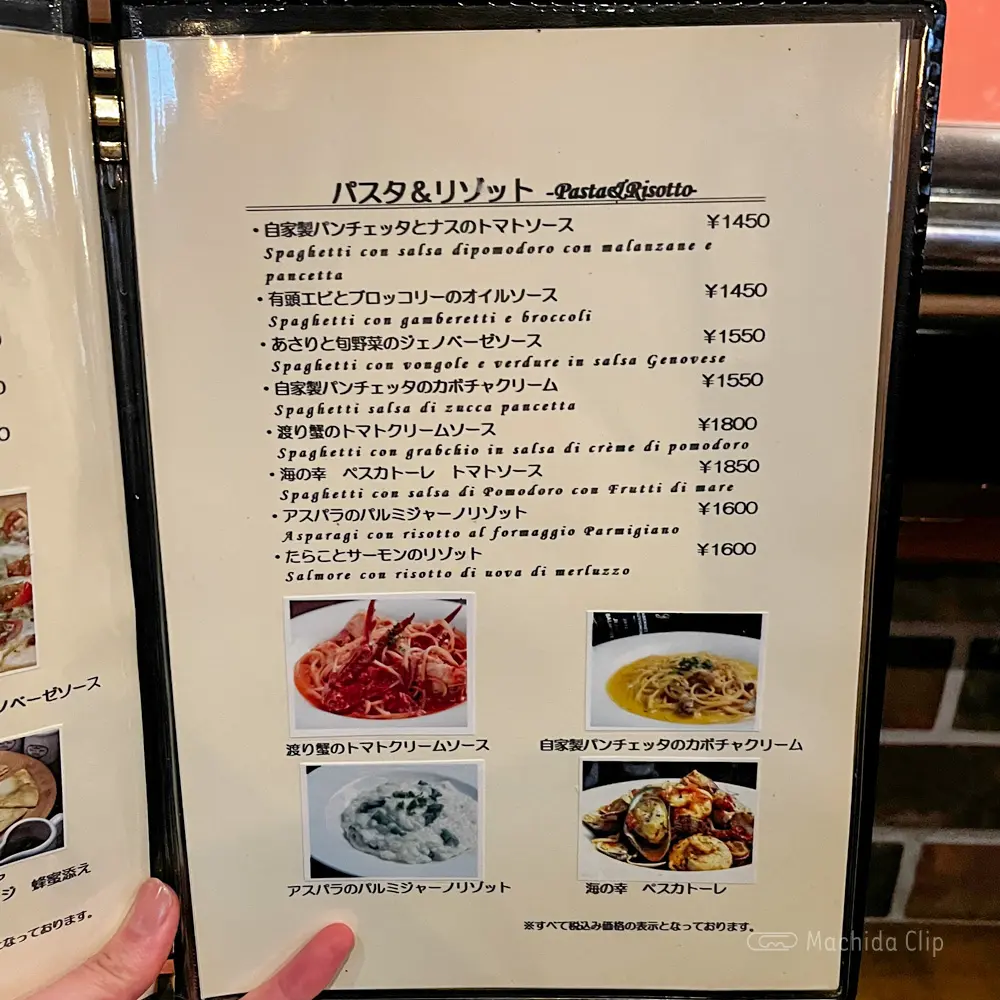 パスタ＆リゾット -Pasta&Risotto-
・自家製パンチェッタとナスのトマトソース ￥1450
Spaghetti con salsa dipomodoro con malanzane e
pancetta
・有頭エビとブロッコリーのオイルソース ￥1450
Spaghetti con gamberetti e broccoli
・あさりと旬野菜のジェノベーゼソース ￥1550
Spaghetti con vongole e verdure in salsa Genovese
・自家製パンチェッタのカボチャクリーム ￥1550
Spaghetti salsa di zucca pancetta
・渡り蟹のトマトクリームソース ￥1800
Spaghetti con grabchio in salsa di crème di pomodoro
・海の幸　ペスカトーレ　トマトソース ￥1850
Spaghetti con salsa di Pomodoro con Frutti di mare
・アスパラのパルミジャーノリゾット ￥1600
Asparagi con risotto al formaggio Parmigiano
・たらことサーモンのリゾット ￥1600
Salmore con risotto di uova di merluzzo
渡り蟹のトマトクリームソース
自家製パンチェッタのカボチャクリーム
アスパラのパルミジャーノリゾット
海の幸　ペスカトーレ
※すべて税込み価格の表示となっております。
ノベーゼソース
ジ　蜂蜜添え
となっております。
Machida Clip